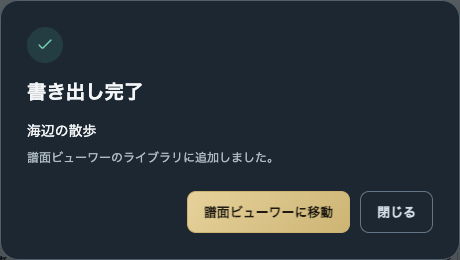 書き出し完了
海辺の散歩
譜面ビューワーのライブラリに追加しました。
譜面ビューワーに移動
閉じる